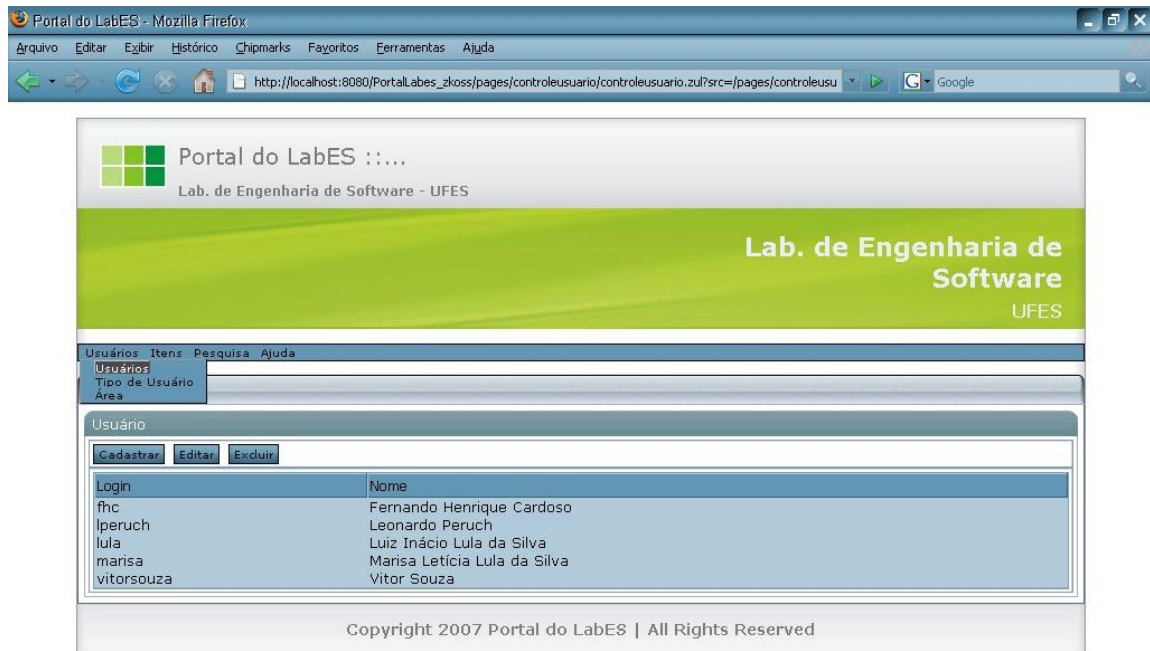 Portal do LabES - Mozilla Firefox
Arquivo Editar Exibir Histórico Chipmarks Favoritos Ferramentas Ajuda
http://localhost:8080/PortalLabes_zkoss/pages/controleusuario/controleusuario.zul?src=/pages/controleusu G Google
Portal do LabES ::...
Lab. de Engenharia de Software - UFES
Lab. de Engenharia de
Software
UFES
Usuários Itens Pesquisa Ajuda
Usuários
Tipo de Usuário
Área
Usuário
Cadastrar Editar Excluir
Login Nome
fhc Fernando Henrique Cardoso
lperuch Leonardo Peruch
lula Luiz Inácio Lula da Silva
marisa Marisa Letícia Lula da Silva
vitorsouza Vitor Souza
Copyright 2007 Portal do LabES | All Rights Reserved